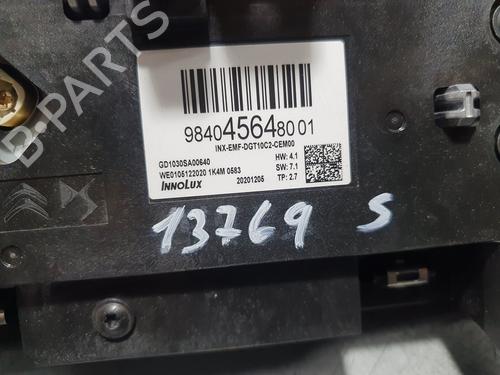 9840456480 01
INX-EMF-DGT10C2-CEM00
GD1030SA00640
HW: 4.1
WE0105122020 1K4M 0583
SW: 7.1
INNOLUX
20201205
TP: 2.7
13769 S
B-PARTS